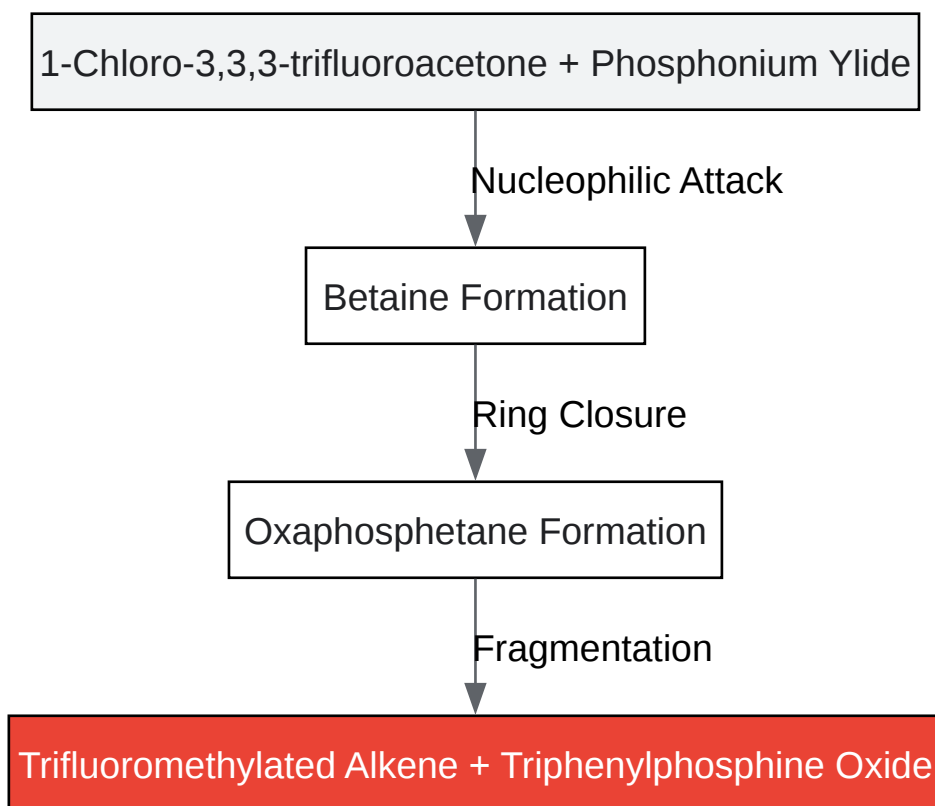 1-Chloro-3,3,3-trifluoroacetone + Phosphonium Ylide
Nucleophilic Attack
Betaine Formation
Ring Closure
Oxaphosphetane Formation
Fragmentation
Trifluoromethylated Alkene + Triphenylphosphine Oxide